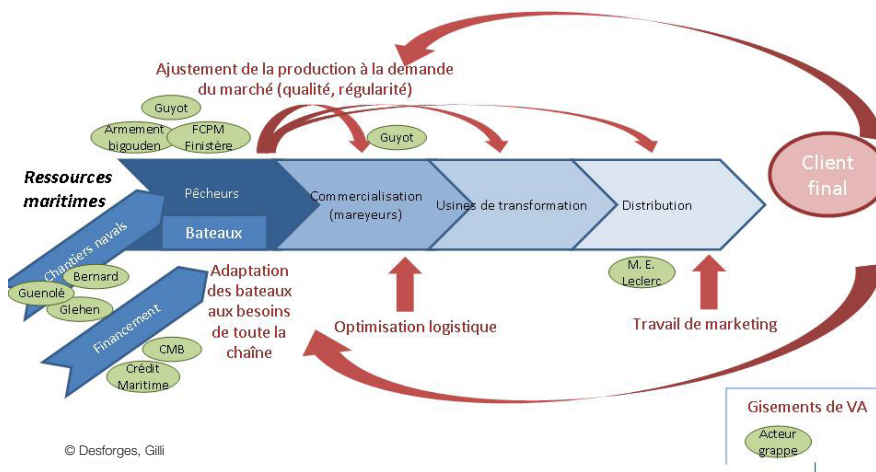 Ajustement de la production à la demande
du marché (qualité, régularité)
Guyot
Armement
bigouden
FCPM
Finistère
Guyot
Ressources
maritimes
Pêcheurs
Bateaux
Commercialisation
(mareyeurs)
Usines de transformation
Distribution
Client
final
Chantiers navals
Bernard
Guenolé
Glehen
Financement
CMB
Crédit
Maritime
Adaptation
des bateaux
aux besoins
de toute la
chaîne
Optimisation logistique
M. E.
Leclerc
Travail de marketing
Gisements de VA
Acteur
grappe
© Desforges, Gilli